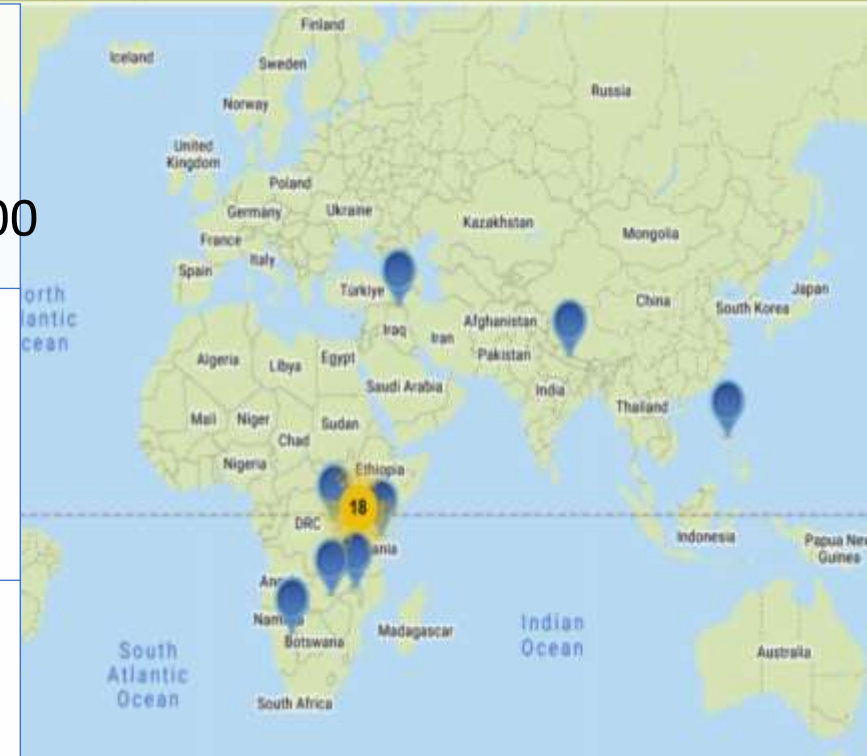 Finland
Iceland
Sweden
Russia
Norway
United
Kingdom
Poland
Germany
Ukraine
Kazakhstan
Mongolia
00
France
Italy
Spain
Türkiye
China
Japan
South Korea
orth
lantic
cean
Afghanistan
Iraq
Iran
Pakistan
Algeria
Libya
Egypt
Saudi Arabia
India
Thailand
Mali
Niger
Sudan
Chad
Nigeria
Ethiopia
18
DRC
Indonesia
Papua New
Guinea
ania
An
Nam
Botswana
Madagascar
Indian
Ocean
South
Atlantic
Ocean
Australia
South Africa